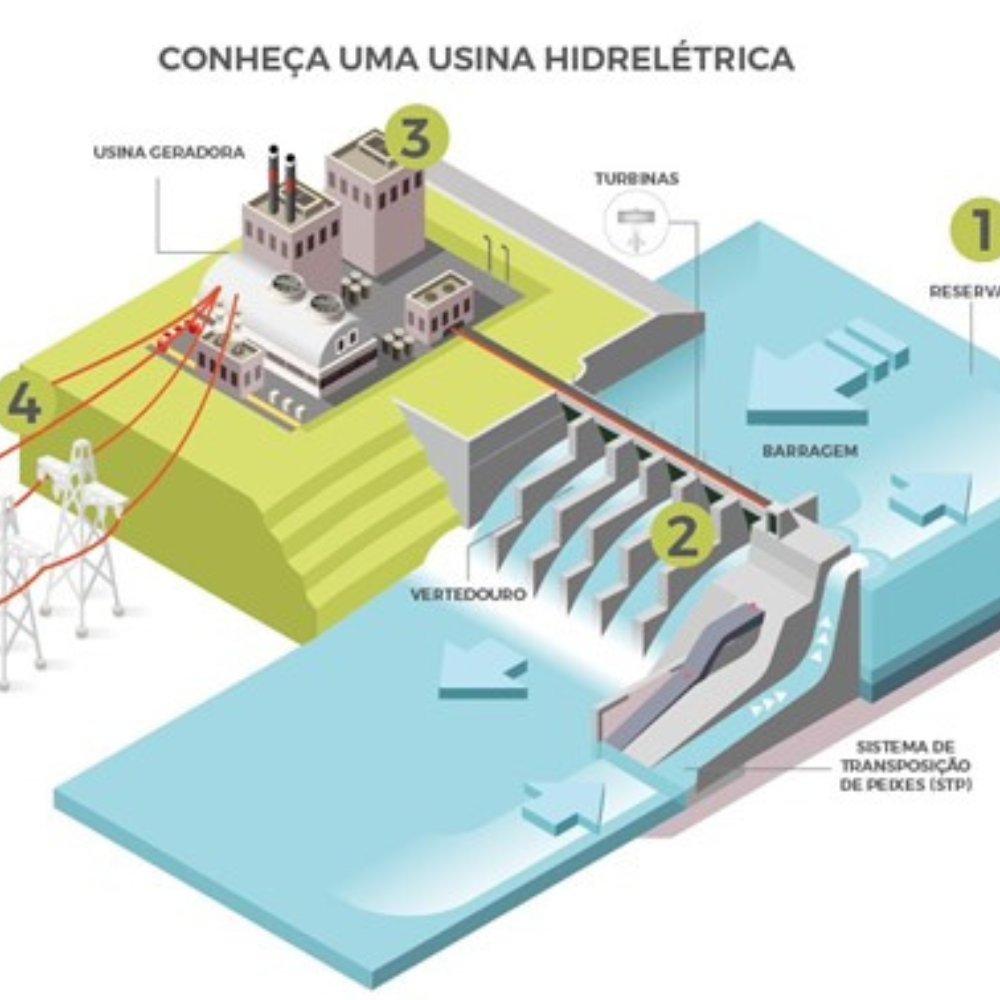 CONHEÇA UMA USINA HIDRELÉTRICA
3
USINA GERADORA
TURBINAS
1
RESERVA
4
BARRAGEM
2
VERTEDOURO
SISTEMA DE
TRANSPOSIÇÃO
DE PEIXES (STP)